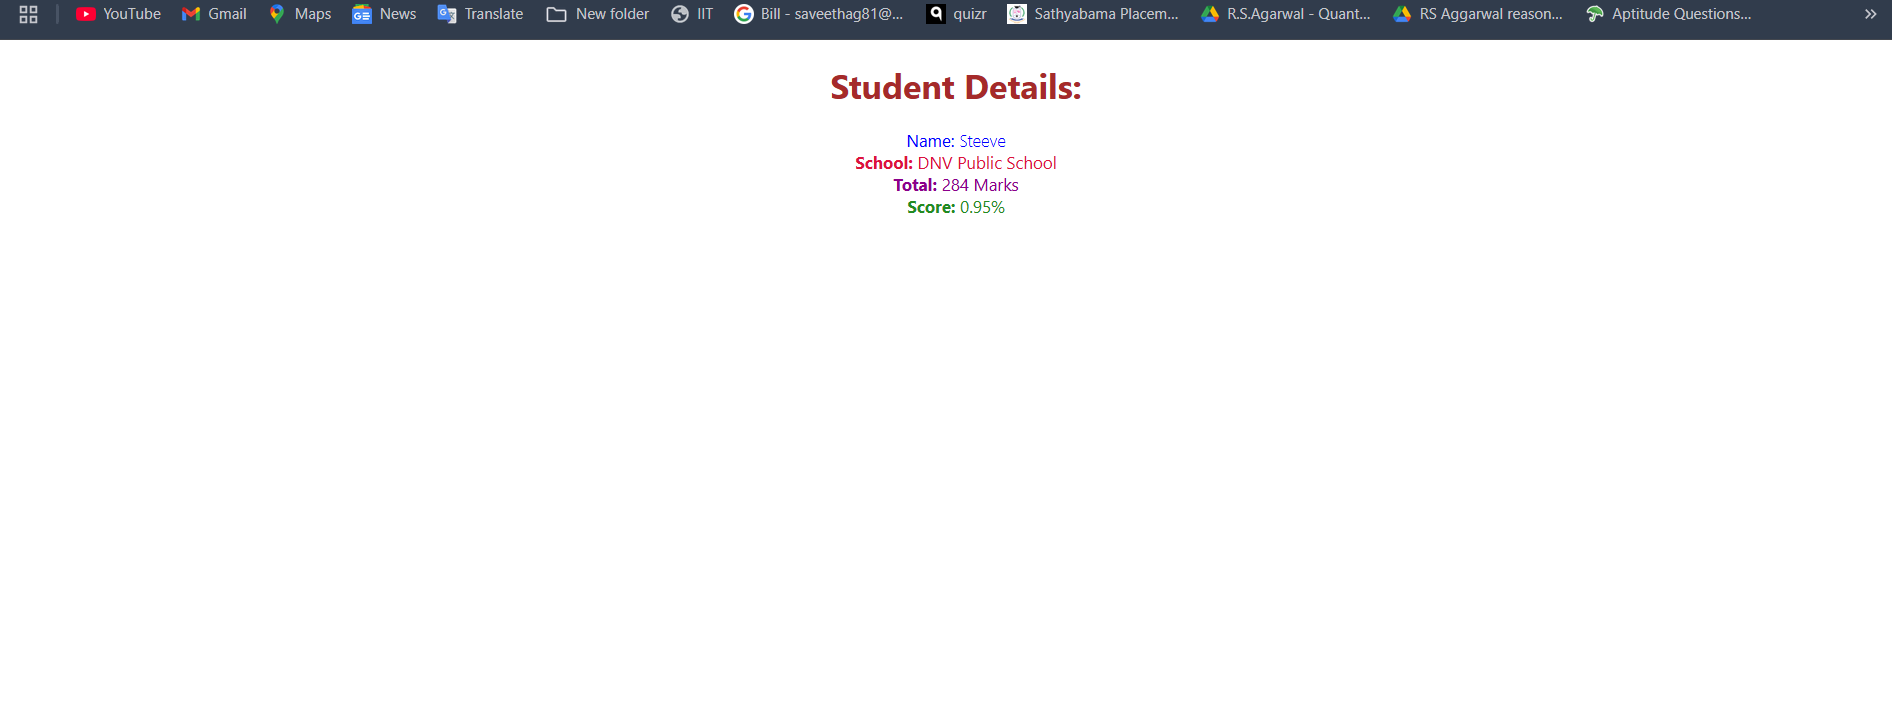 YouTube Gmail Maps News Translate New folder IIT Bill - saveethag81@... quizr Sathyabama Placem... R.S.Agarwal - Quant... RS Aggarwal reason... Aptitude Questions... »
Student Details:
Name: Steeve
School: DNV Public School
Total: 284 Marks
Score: 0.95%